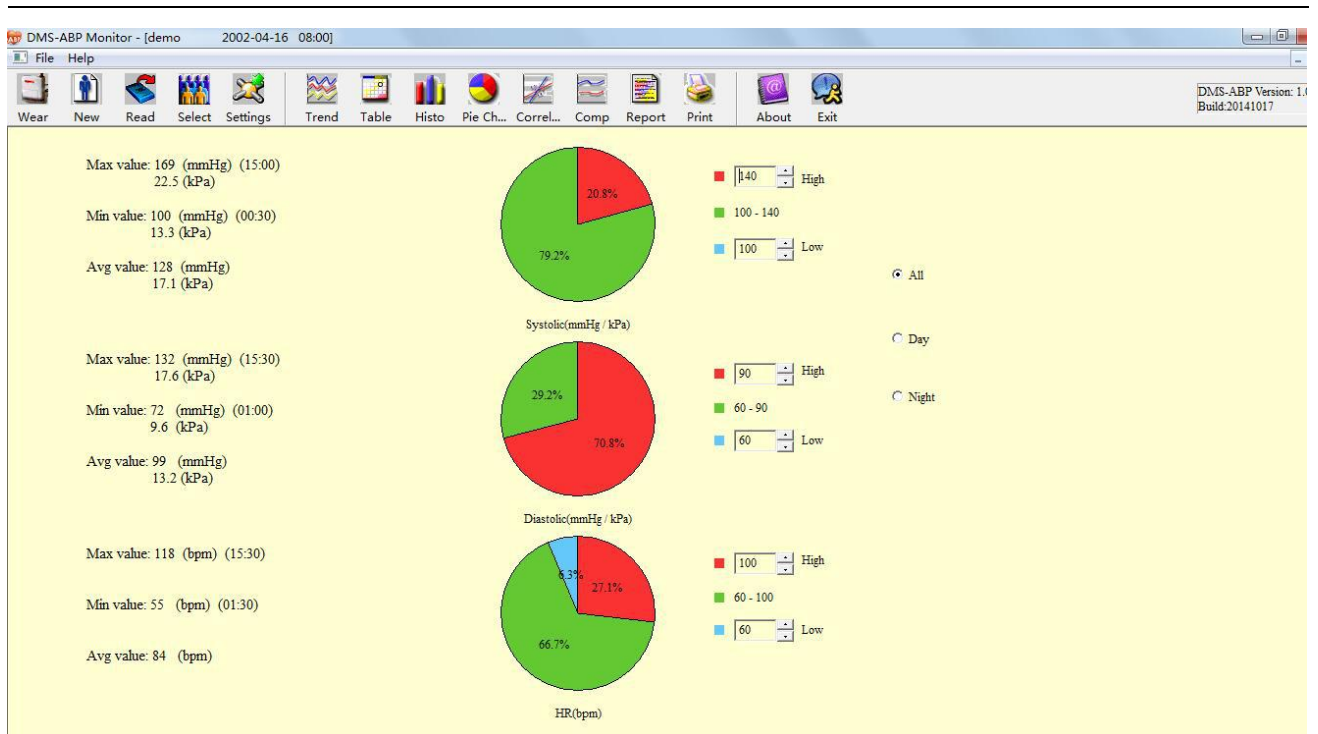 DMS-ABP Monitor - [demo 2002-04-16 08:00]
File Help
Wear New Read Select Settings Trend Table Histo Pie Ch... Correl... Comp Report Print About Exit
DMS-ABP Version: 1.0
Build:20141017
Max value: 169 (mmHg) (15:00)
22.5 (kPa)
Min value: 100 (mmHg) (00:30)
13.3 (kPa)
Avg value: 128 (mmHg)
17.1 (kPa)
20.8%
79.2%
Systolic(mmHg / kPa)
140 High
100 - 140
100 Low
All
Day
Night
Max value: 132 (mmHg) (15:30)
17.6 (kPa)
Min value: 72 (mmHg) (01:00)
9.6 (kPa)
Avg value: 99 (mmHg)
13.2 (kPa)
29.2%
70.8%
Diastolic(mmHg / kPa)
90 High
60 - 90
60 Low
Max value: 118 (bpm) (15:30)
Min value: 55 (bpm) (01:30)
Avg value: 84 (bpm)
6.3%
27.1%
66.7%
HR(bpm)
100 High
60 - 100
60 Low